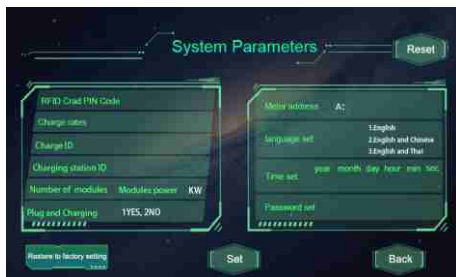 System Parameters
Reset
RFID Crad PIN Code
Charge rates
Charge ID
Charging station ID
Number of modules Modules power KW
Plug and Charging 1YES, 2NO
Meter address A:
language set
1.English
2.English and Chinese
3.English and Thai
Time set year month day hour min sec
Password set
Restore to factory setting
Set
Back